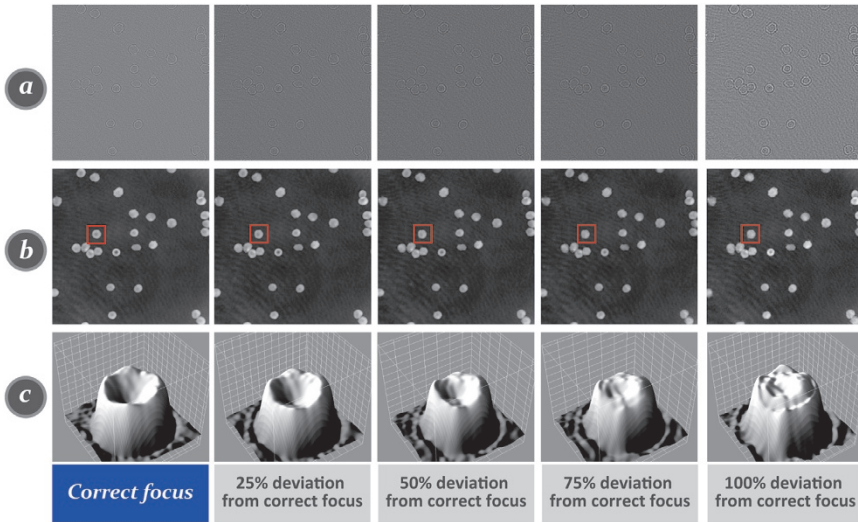 a
b
c
Correct focus
25% deviation
from correct focus
50% deviation
from correct focus
75% deviation
from correct focus
100% deviation
from correct focus